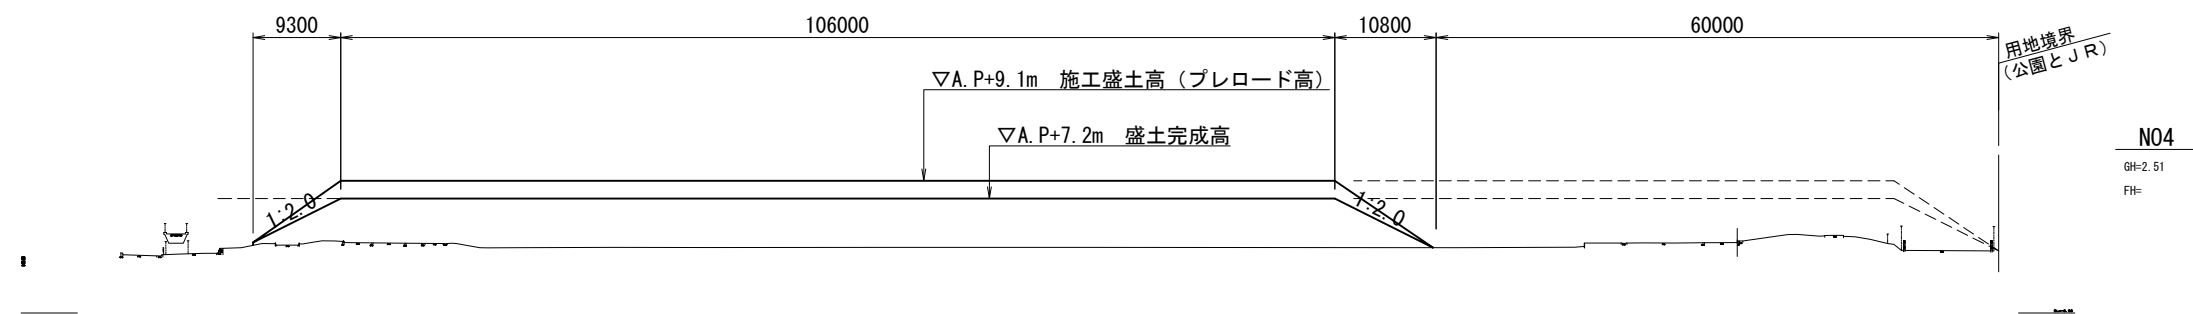 9300
106000
10800
60000
用地境界
(公園とJR)
▽A.P+9.1m 施工盛土高(プレロード高)
▽A.P+7.2m 盛土完成高
NO4
GH=2.51
FH=
1:2.0
1:2.0